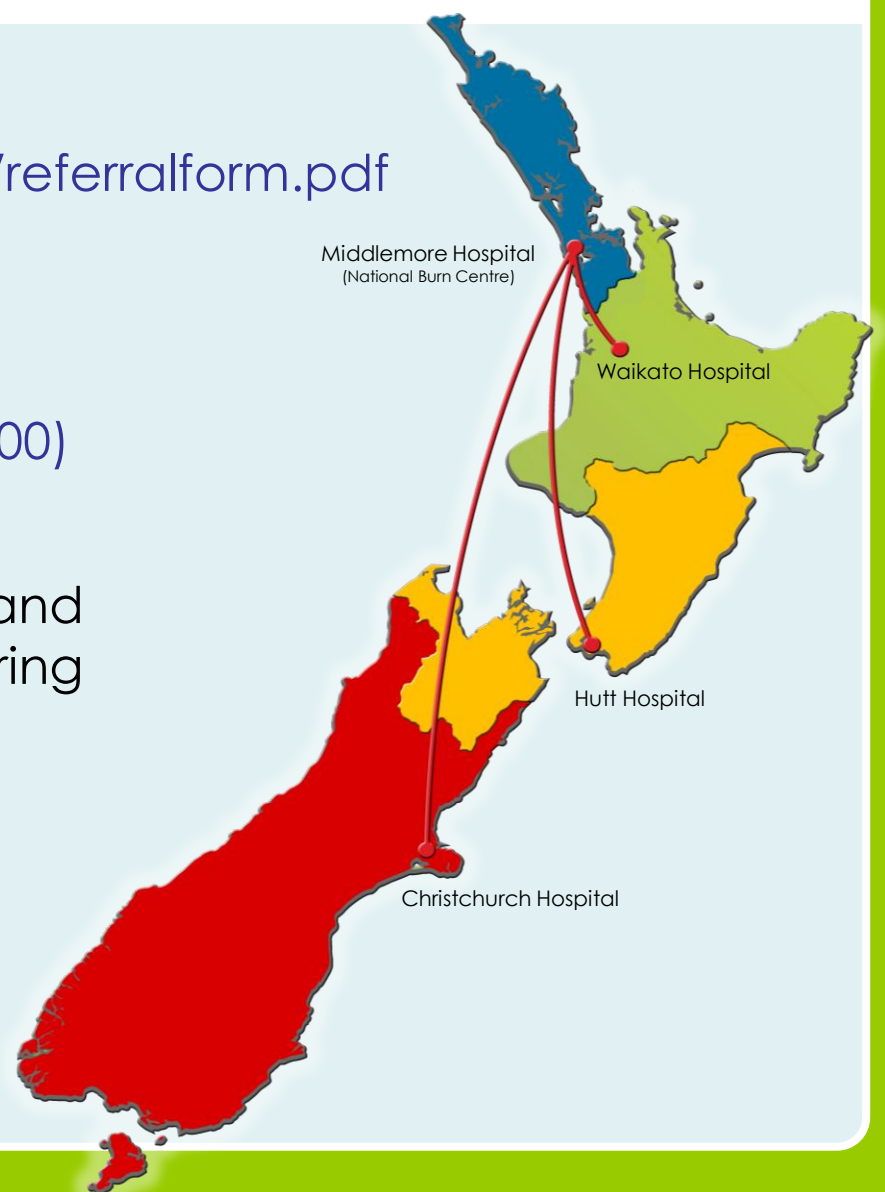 /referralform.pdf
Middlemore Hospital
(National Burn Centre)
Waikato Hospital
00)
and
ring
Hutt Hospital
Christchurch Hospital